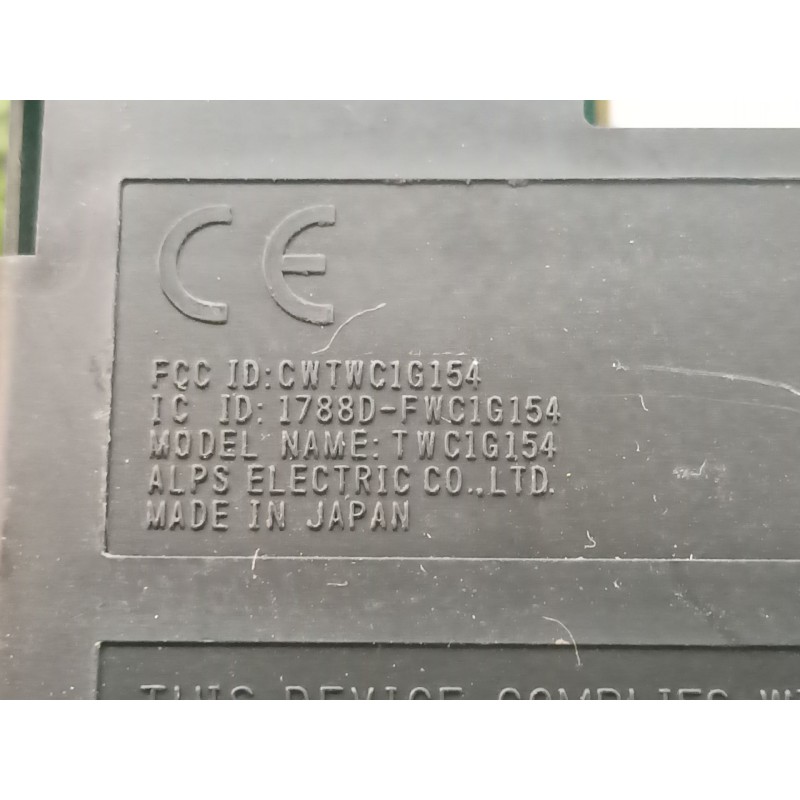 CE
FCC ID:CWTWC1G154
IC ID: 1788D-FWC1G154
MODEL NAME: TWC1G154
ALPS ELECTRIC CO.,LTD.
MADE IN JAPAN
THIS DEVICE COMPLIES